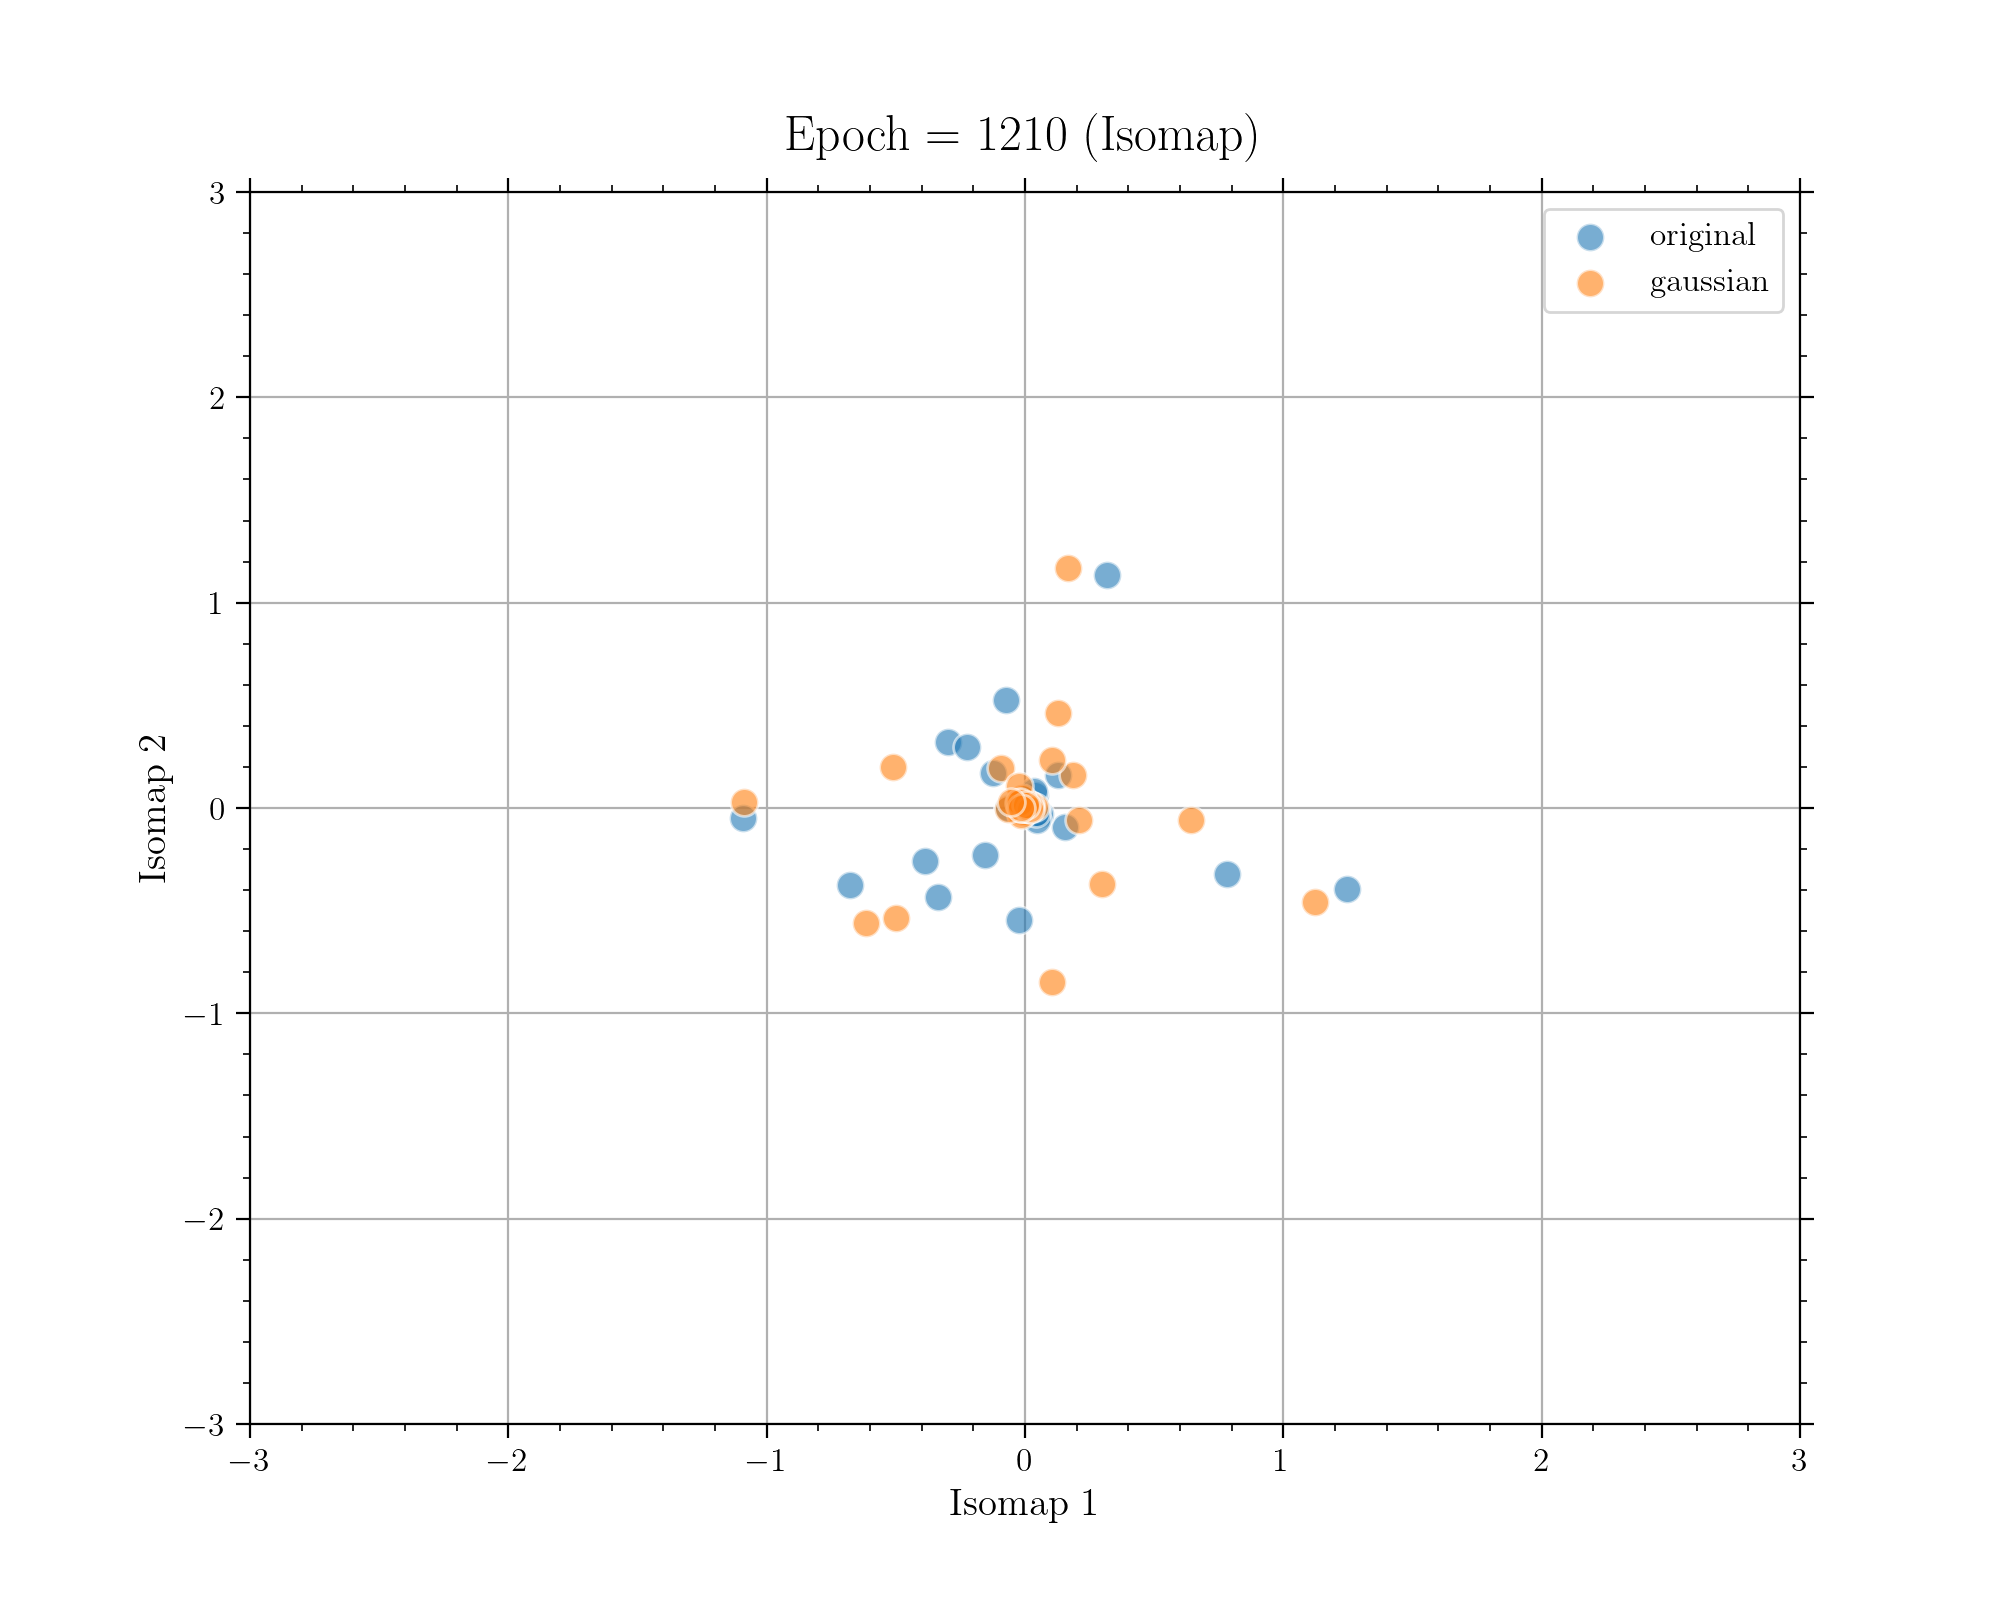 Epoch = 1210 (Isomap)
original
gaussian
3
2
1
0
−1
−2
−3
Isomap 2
−3
−2
−1
0
1
2
3
Isomap 1